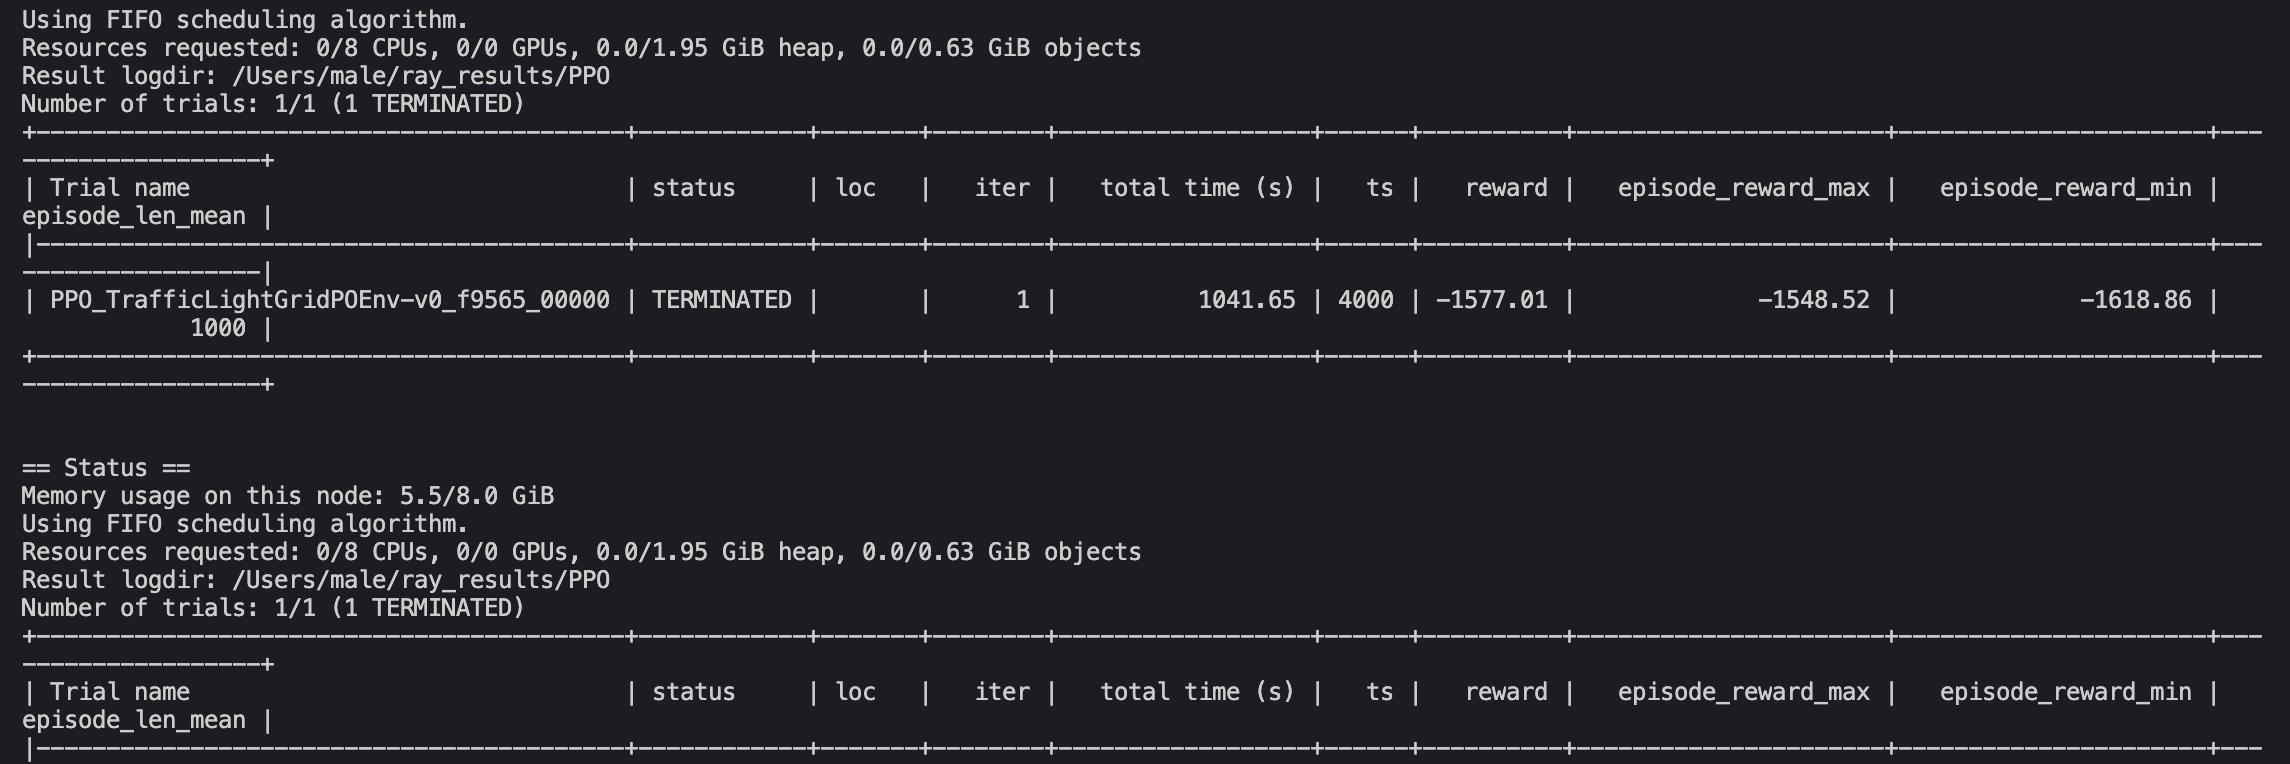 Using FIFO scheduling algorithm.
Resources requested: 0/8 CPUs, 0/0 GPUs, 0.0/1.95 GiB heap, 0.0/0.63 GiB objects
Result logdir: /Users/male/ray_results/PPO
Number of trials: 1/1 (1 TERMINATED)
+------------------------------------------+------------+-------+--------+------------------+------+----------+----------------------+----------------------+---
-----------------+
| Trial name                               | status     | loc   |   iter |   total time (s) |   ts |   reward |   episode_reward_max |   episode_reward_min |
episode_len_mean |
|------------------------------------------+------------+-------+--------+------------------+------+----------+----------------------+----------------------+---
-----------------|
| PPO_TrafficLightGridPOEnv-v0_f9565_00000 | TERMINATED |       |      1 |          1041.65 | 4000 | -1577.01 |             -1548.52 |             -1618.86 |
            1000 |
+------------------------------------------+------------+-------+--------+------------------+------+----------+----------------------+----------------------+---
-----------------+
== Status ==
Memory usage on this node: 5.5/8.0 GiB
Using FIFO scheduling algorithm.
Resources requested: 0/8 CPUs, 0/0 GPUs, 0.0/1.95 GiB heap, 0.0/0.63 GiB objects
Result logdir: /Users/male/ray_results/PPO
Number of trials: 1/1 (1 TERMINATED)
+------------------------------------------+------------+-------+--------+------------------+------+----------+----------------------+----------------------+---
-----------------+
| Trial name                               | status     | loc   |   iter |   total time (s) |   ts |   reward |   episode_reward_max |   episode_reward_min |
episode_len_mean |
|------------------------------------------+------------+-------+--------+------------------+------+----------+----------------------+----------------------+---